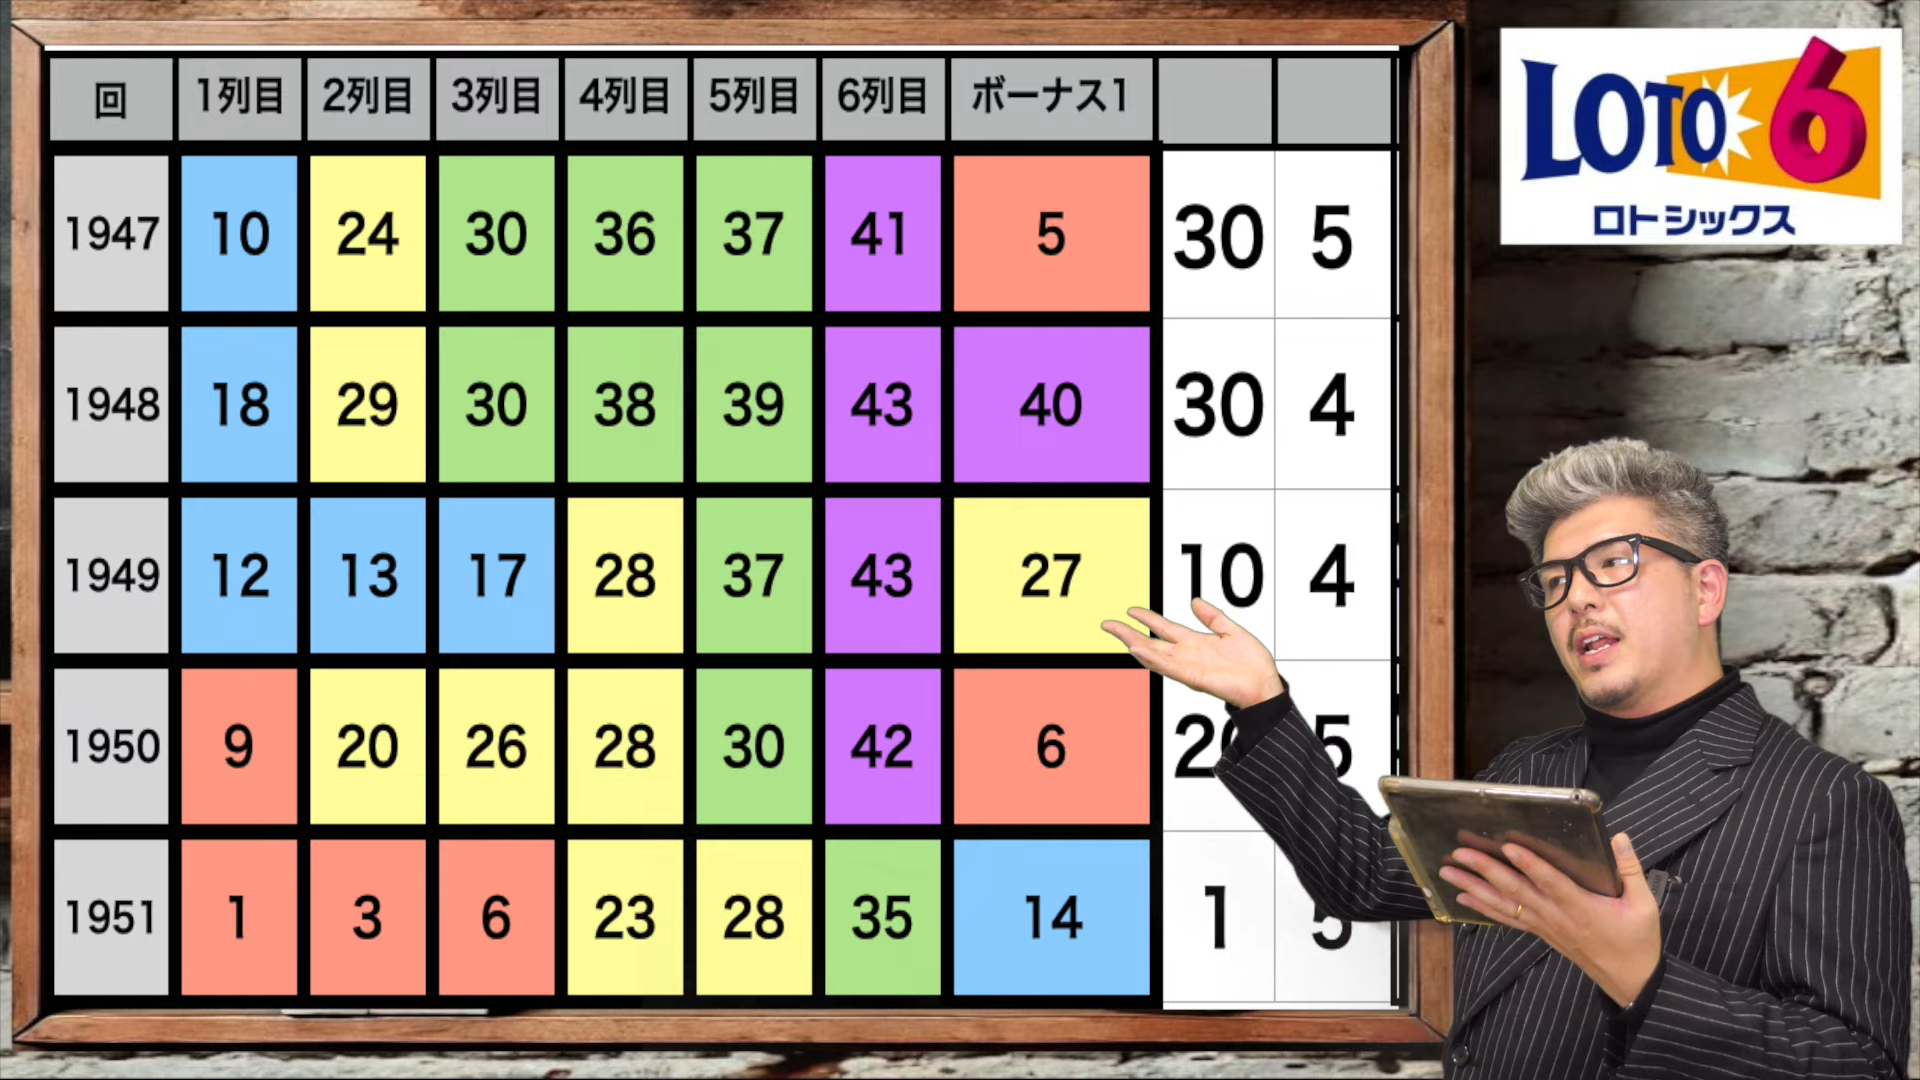 回 1列目 2列目 3列目 4列目 5列目 6列目 ボーナス1
1947 10 24 30 36 37 41 5 30 5
1948 18 29 30 38 39 43 40 30 4
1949 12 13 17 28 37 43 27 10 4
1950 9 20 26 28 30 42 6 20 5
1951 1 3 6 23 28 35 14 1 5
LOTO 6
ロトシックス